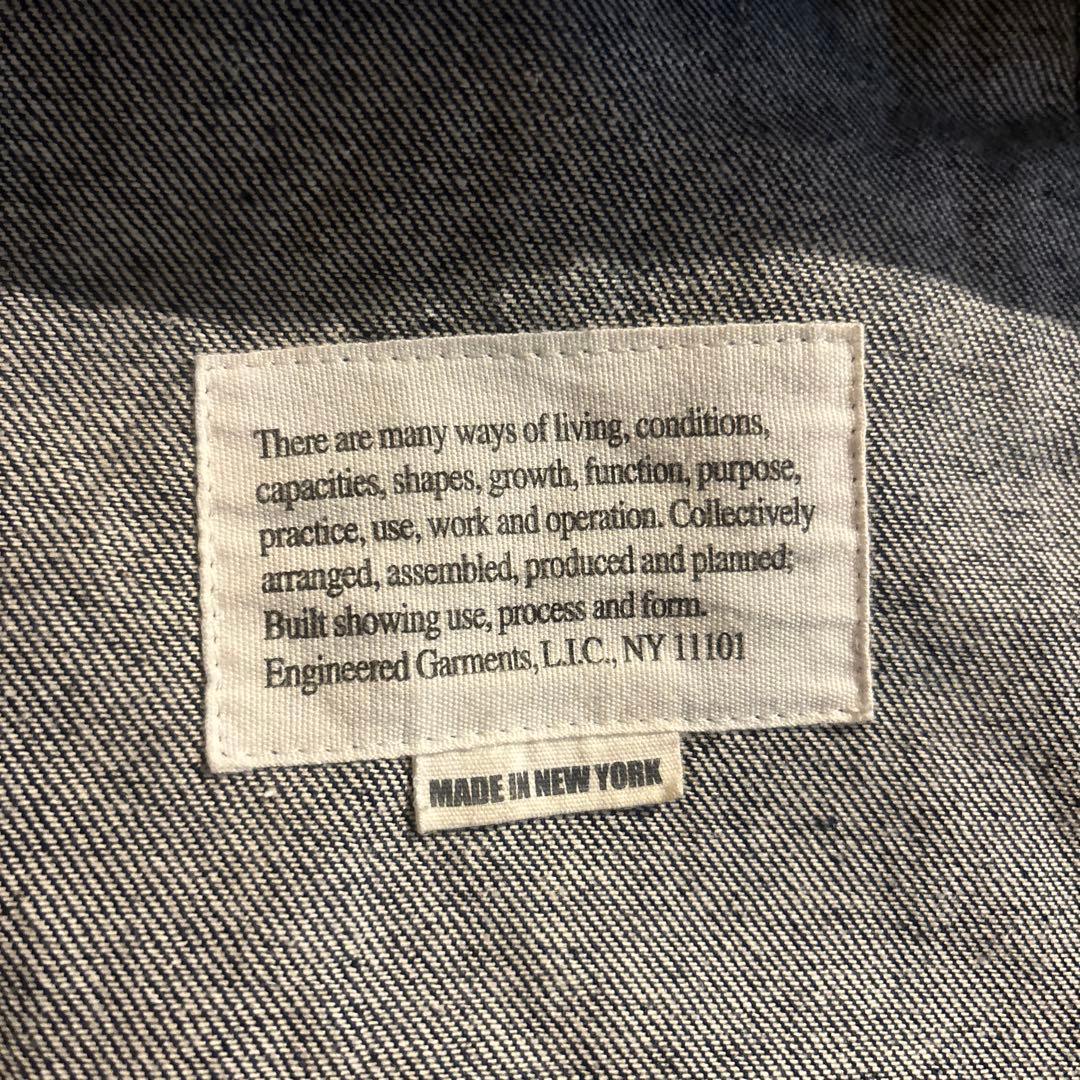 There are many ways of living, conditions,
capacities, shapes, growth, function, purpose,
practice, use, work and operation. Collectively
arranged, assembled, produced and planned;
Built showing use, process and form.
Engineered Garments, L.I.C., NY 11101
MADE IN NEW YORK